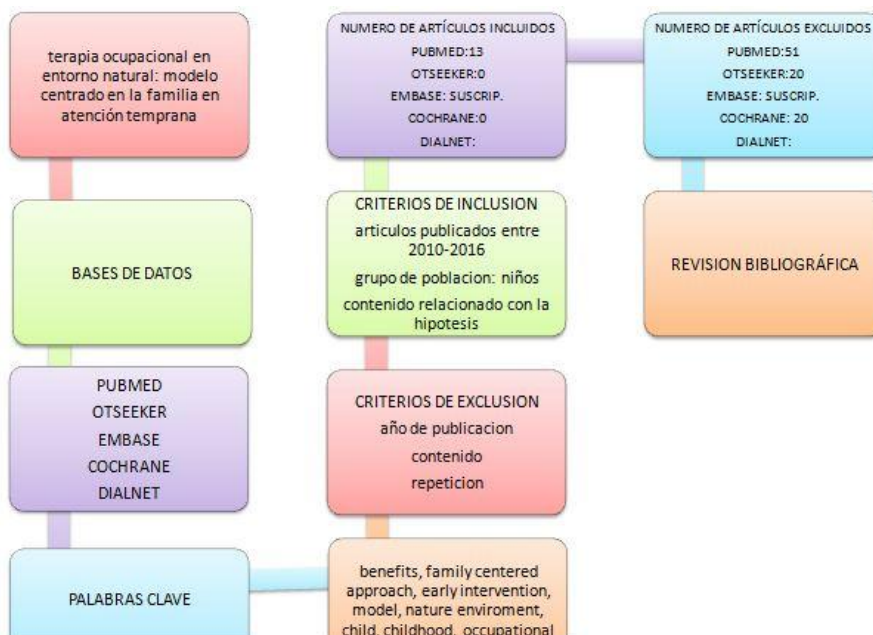 terapia ocupacional en
entorno natural: modelo
centrado en la familia en
atención temprana
BASES DE DATOS
PUBMED
OTSEEKER
EMBASE
COCHRANE
DIALNET
PALABRAS CLAVE
benefits, family centered
approach, early intervention,
model, nature enviroment,
child, childhood, occupational
CRITERIOS DE EXCLUSION
año de publicacion
contenido
repeticion
CRITERIOS DE INCLUSION
articulos publicados entre
2010-2016
grupo de poblacion: niños
contenido relacionado con la
hipotesis
NUMERO DE ARTÍCULOS INCLUIDOS
PUBMED:13
OTSEEKER:0
EMBASE: SUSCRIP.
COCHRANE:0
DIALNET:
NUMERO DE ARTÍCULOS EXCLUIDOS
PUBMED:51
OTSEEKER:20
EMBASE: SUSCRIP.
COCHRANE: 20
DIALNET:
REVISION BIBLIOGRÁFICA